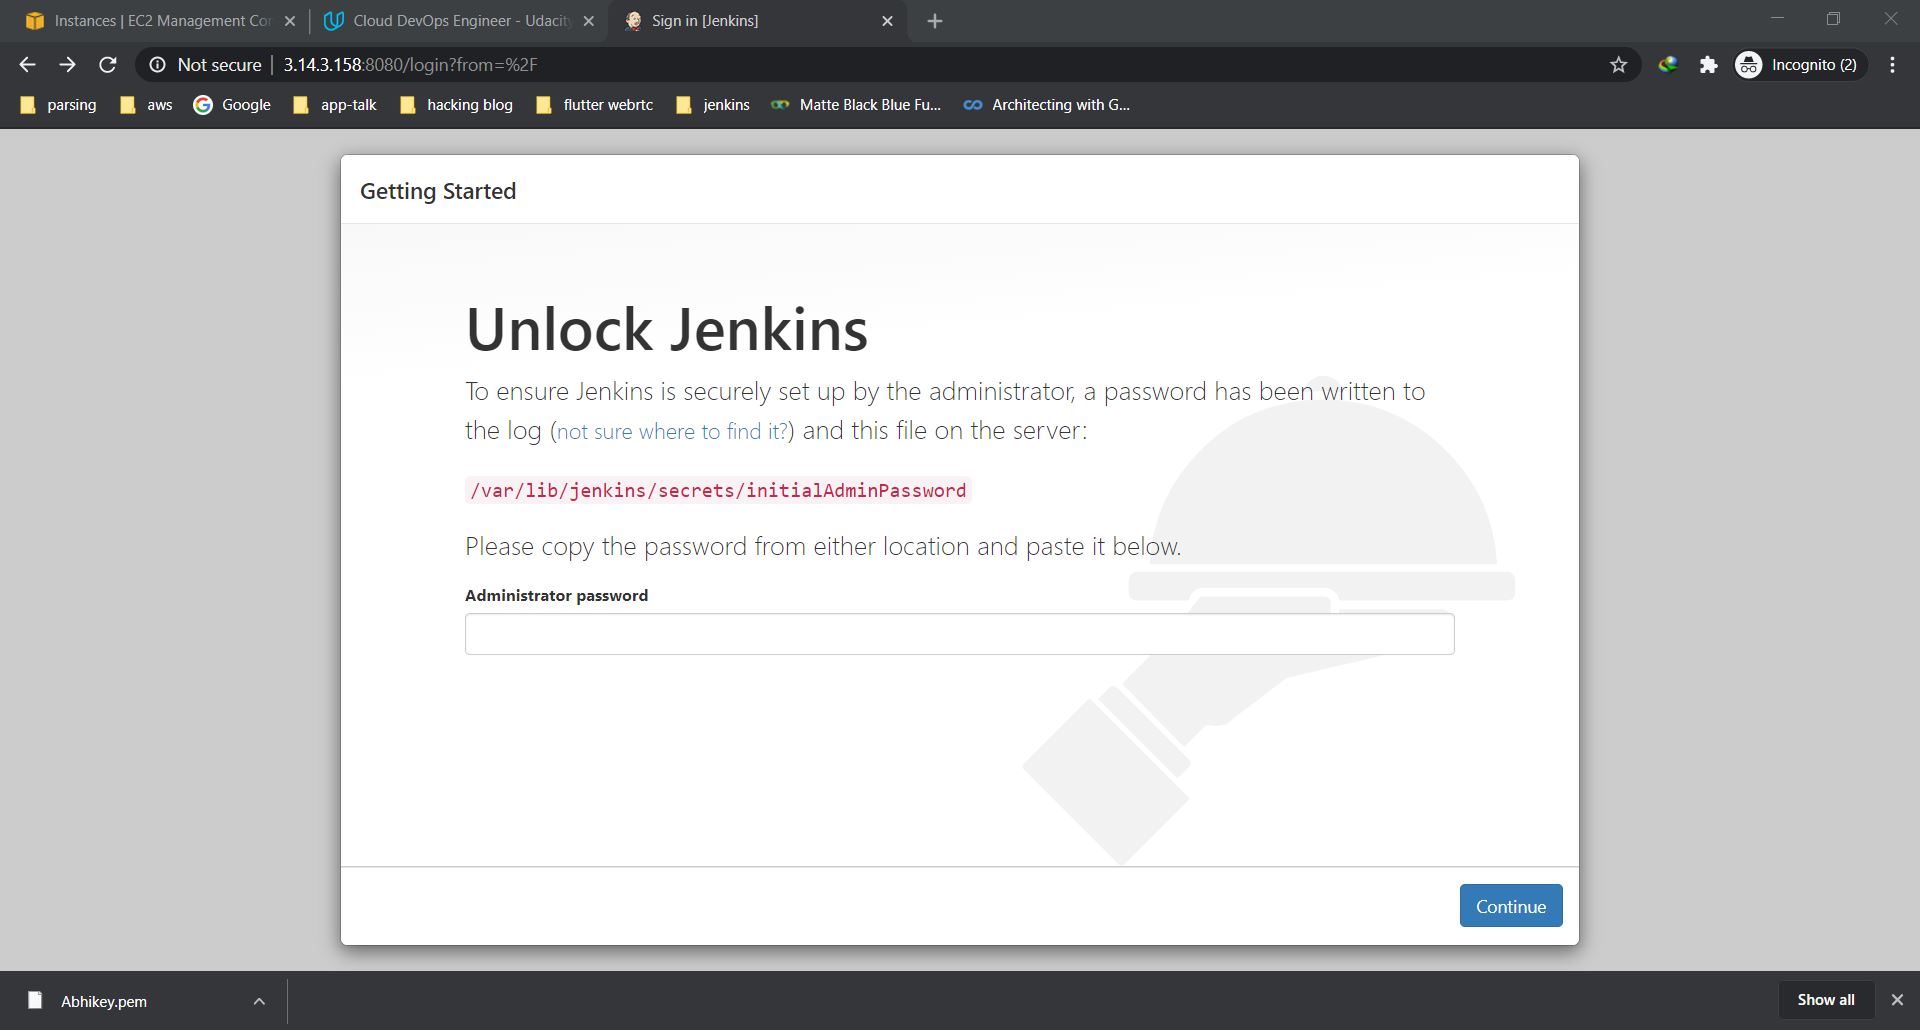 Instances | EC2 Management Con
Cloud DevOps Engineer - Udacity
Sign in [Jenkins]
Not secure | 3.14.3.158:8080/login?from=%2F
Incognito (2)
parsing
aws
Google
app-talk
hacking blog
flutter webrtc
jenkins
Matte Black Blue Fu...
Architecting with G...
Getting Started
Unlock Jenkins
To ensure Jenkins is securely set up by the administrator, a password has been written to
the log (not sure where to find it?) and this file on the server:
/var/lib/jenkins/secrets/initialAdminPassword
Please copy the password from either location and paste it below.
Administrator password
Continue
Abhikey.pem
Show all